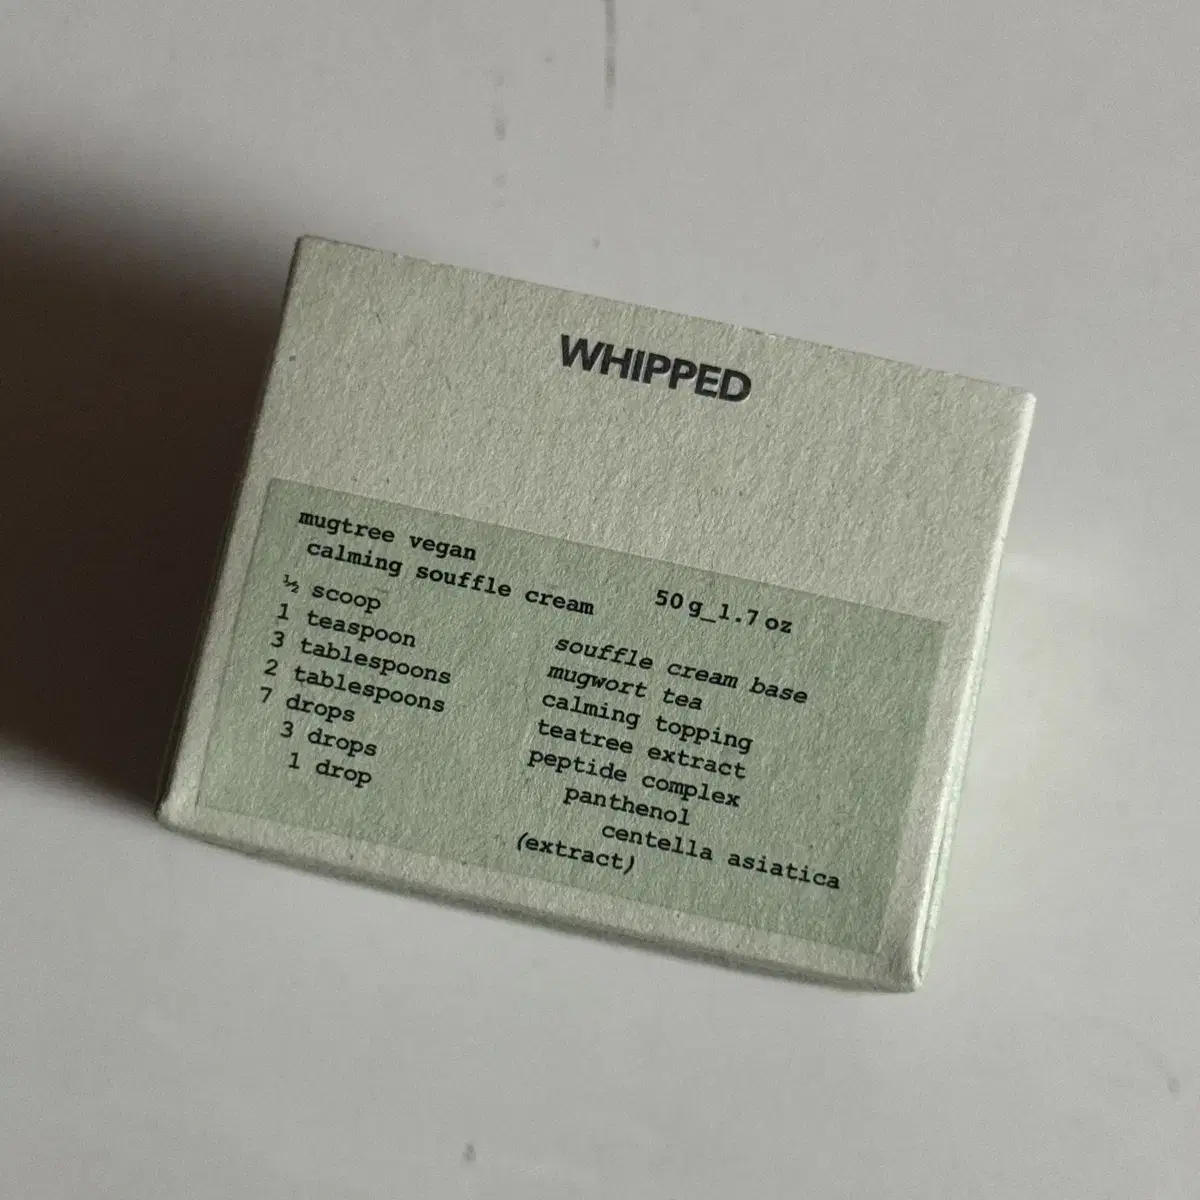 WHIPPED
mugtree vegan
calming souffle cream 50g_1.7oz
½ scoop souffle cream base
1 teaspoon mugwort tea
3 tablespoons calming topping
2 tablespoons teatree extract
7 drops peptide complex
3 drops panthenol
1 drop centella asiatica
(extract)